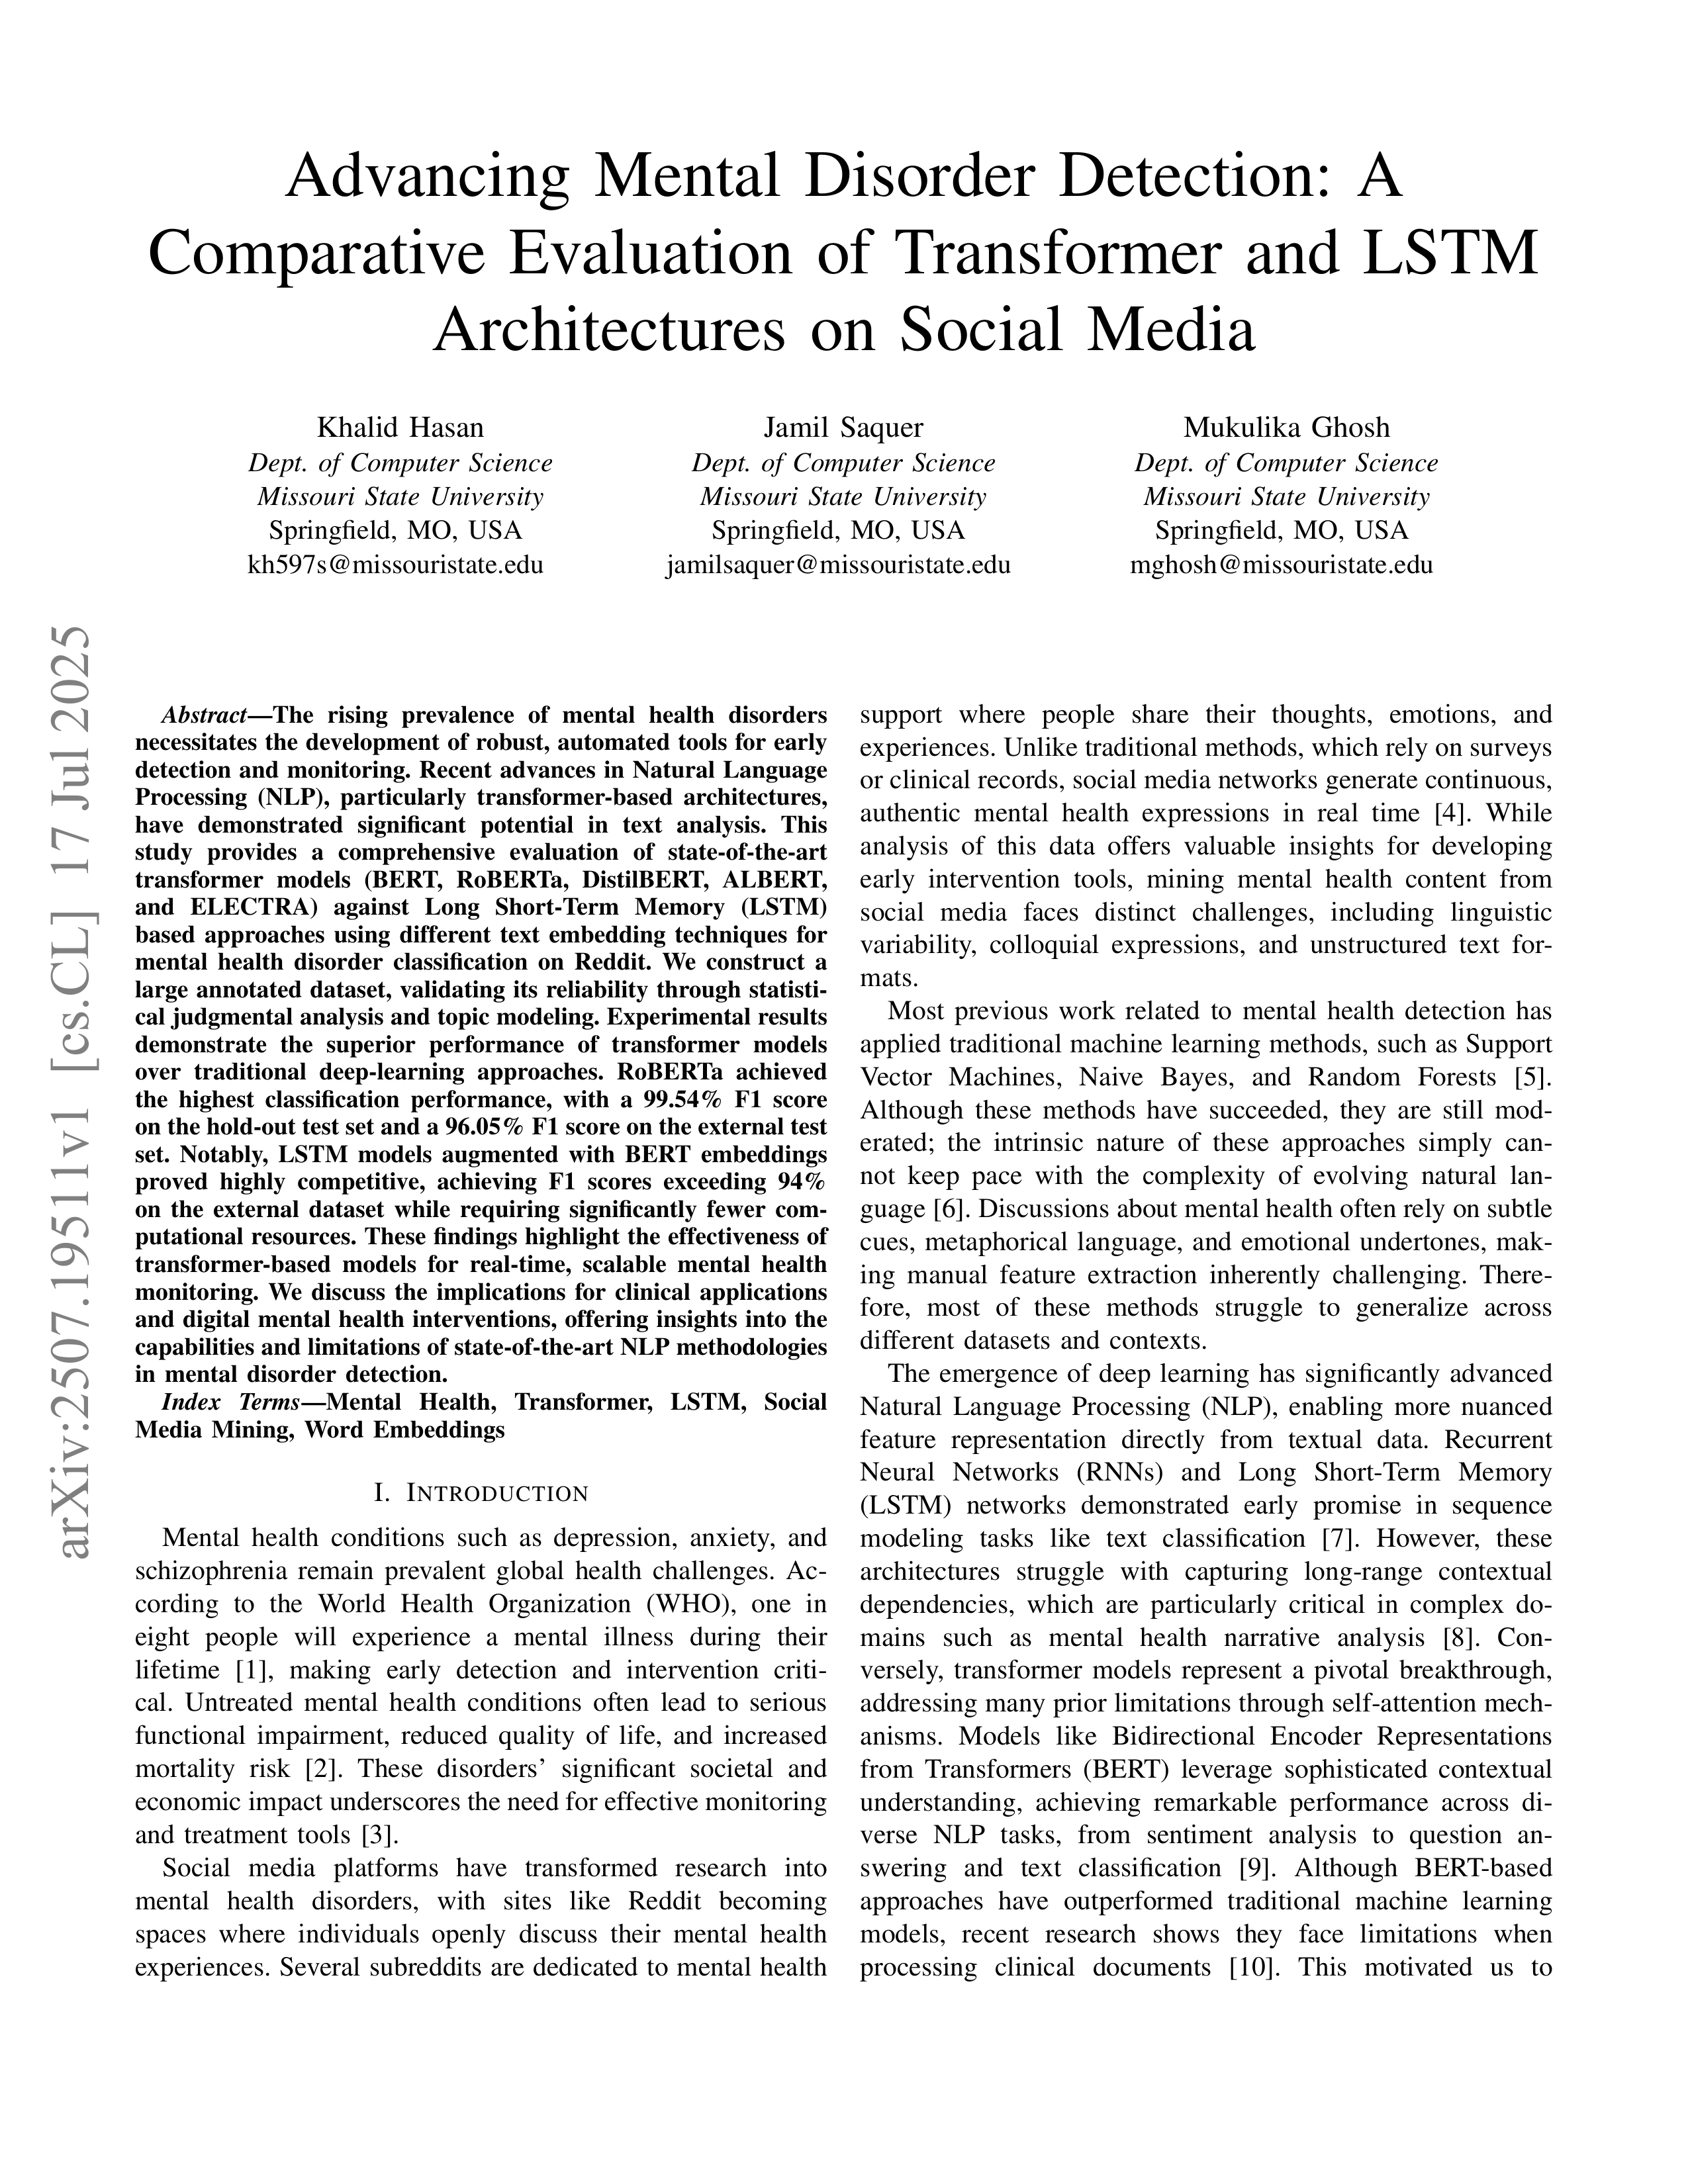 Advancing Mental Disorder Detection: A
Comparative Evaluation of Transformer and LSTM
Architectures on Social Media
Khalid Hasan
Dept. of Computer Science
Missouri State University
Springfield, MO, USA
kh597s@missouristate.edu
Jamil Saquer
Dept. of Computer Science
Missouri State University
Springfield, MO, USA
jamilsaquer@missouristate.edu
Mukulika Ghosh
Dept. of Computer Science
Missouri State University
Springfield, MO, USA
mghosh@missouristate.edu
arXiv:2507.19511v1 [cs.CL] 17 Jul 2025
Abstract—The rising prevalence of mental health disorders
necessitates the development of robust, automated tools for early
detection and monitoring. Recent advances in Natural Language
Processing (NLP), particularly transformer-based architectures,
have demonstrated significant potential in text analysis. This
study provides a comprehensive evaluation of state-of-the-art
transformer models (BERT, RoBERTa, DistilBERT, ALBERT,
and ELECTRA) against Long Short-Term Memory (LSTM)
based approaches using different text embedding techniques for
mental health disorder classification on Reddit. We construct a
large annotated dataset, validating its reliability through statisti-
cal judgmental analysis and topic modeling. Experimental results
demonstrate the superior performance of transformer models
over traditional deep-learning approaches. RoBERTa achieved
the highest classification performance, with a 99.54% F1 score
on the hold-out test set and a 96.05% F1 score on the external test
set. Notably, LSTM models augmented with BERT embeddings
proved highly competitive, achieving F1 scores exceeding 94%
on the external dataset while requiring significantly fewer com-
putational resources. These findings highlight the effectiveness of
transformer-based models for real-time, scalable mental health
monitoring. We discuss the implications for clinical applications
and digital mental health interventions, offering insights into the
capabilities and limitations of state-of-the-art NLP methodologies
in mental disorder detection.
Index Terms—Mental Health, Transformer, LSTM, Social
Media Mining, Word Embeddings
I. INTRODUCTION
Mental health conditions such as depression, anxiety, and
schizophrenia remain prevalent global health challenges. Ac-
cording to the World Health Organization (WHO), one in
eight people will experience a mental illness during their
lifetime [1], making early detection and intervention criti-
cal. Untreated mental health conditions often lead to serious
functional impairment, reduced quality of life, and increased
mortality risk [2]. These disorders’ significant societal and
economic impact underscores the need for effective monitoring
and treatment tools [3].
Social media platforms have transformed research into
mental health disorders, with sites like Reddit becoming
spaces where individuals openly discuss their mental health
experiences. Several subreddits are dedicated to mental health
support where people share their thoughts, emotions, and
experiences. Unlike traditional methods, which rely on surveys
or clinical records, social media networks generate continuous,
authentic mental health expressions in real time [4]. While
analysis of this data offers valuable insights for developing
early intervention tools, mining mental health content from
social media faces distinct challenges, including linguistic
variability, colloquial expressions, and unstructured text for-
mats.
Most previous work related to mental health detection has
applied traditional machine learning methods, such as Support
Vector Machines, Naive Bayes, and Random Forests [5].
Although these methods have succeeded, they are still mod-
erated; the intrinsic nature of these approaches simply can-
not keep pace with the complexity of evolving natural lan-
guage [6]. Discussions about mental health often rely on subtle
cues, metaphorical language, and emotional undertones, mak-
ing manual feature extraction inherently challenging. There-
fore, most of these methods struggle to generalize across
different datasets and contexts.
The emergence of deep learning has significantly advanced
Natural Language Processing (NLP), enabling more nuanced
feature representation directly from textual data. Recurrent
Neural Networks (RNNs) and Long Short-Term Memory
(LSTM) networks demonstrated early promise in sequence
modeling tasks like text classification [7]. However, these
architectures struggle with capturing long-range contextual
dependencies, which are particularly critical in complex do-
mains such as mental health narrative analysis [8]. Con-
versely, transformer models represent a pivotal breakthrough,
addressing many prior limitations through self-attention mech-
anisms. Models like Bidirectional Encoder Representations
from Transformers (BERT) leverage sophisticated contextual
understanding, achieving remarkable performance across di-
verse NLP tasks, from sentiment analysis to question an-
swering and text classification [9]. Although BERT-based
approaches have outperformed traditional machine learning
models, recent research shows they face limitations when
processing clinical documents [10]. This motivated us to